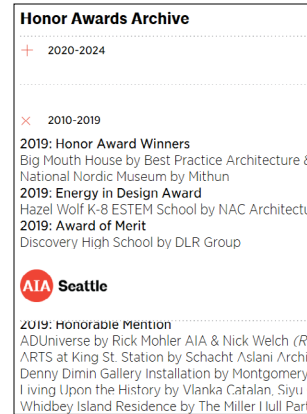 Honor Awards Archive
+ 2020-2024
× 2010-2019
2019: Honor Award Winners
Big Mouth House by Best Practice Architecture &
National Nordic Museum by Mithun
2019: Energy in Design Award
Hazel Wolf K-8 ESTEM School by NAC Architectu
2019: Award of Merit
Discovery High School by DLR Group
AIA Seattle
2019: Honorable Mention
ADUniverse by Rick Mohler AIA & Nick Welch (R
ARTS at King St. Station by Schacht Aslani Archi
Denny Dimin Gallery Installation by Montgomery
Living Upon the History by Vlanka Catalan, Siyu
Whidbey Island Residence by The Miller Hull Part